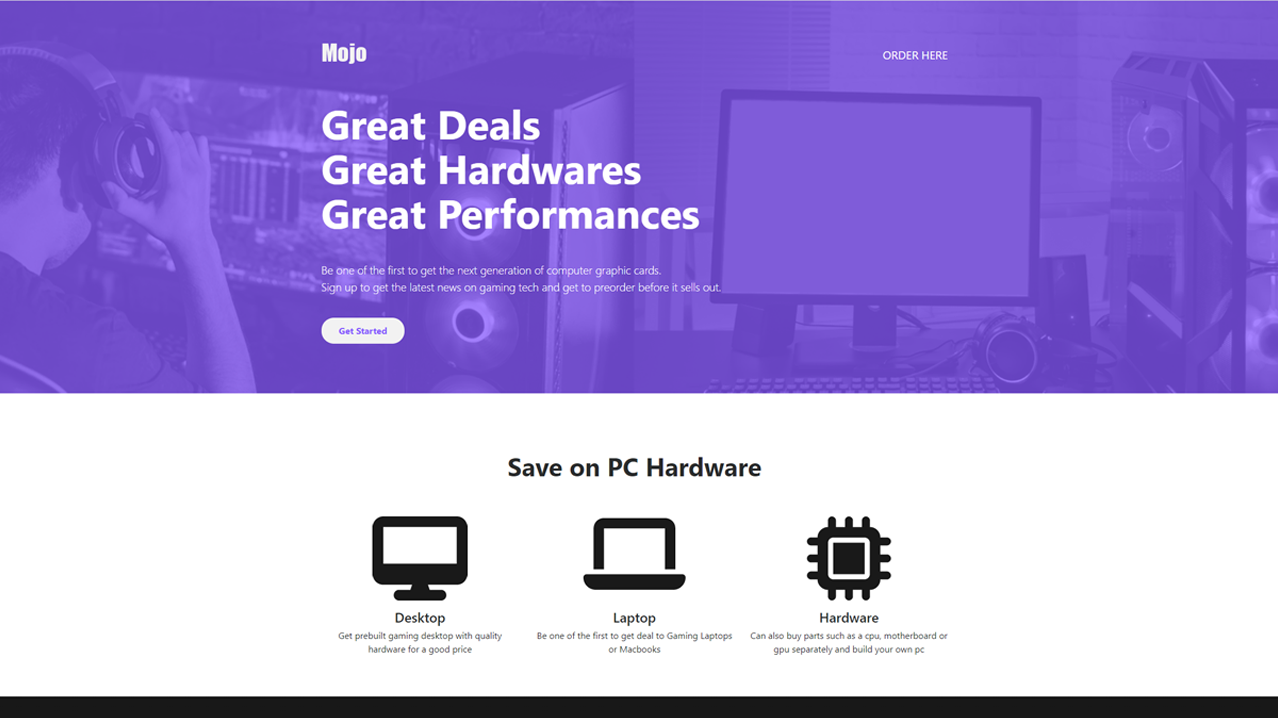 Mojo
ORDER HERE
Great Deals
Great Hardwares
Great Performances
Be one of the first to get the next generation of computer graphic cards.
Sign up to get the latest news on gaming tech and get to preorder before it sells out.
Get Started
Save on PC Hardware
Desktop
Get prebuilt gaming desktop with quality
hardware for a good price
Laptop
Be one of the first to get deal to Gaming Laptops
or Macbooks
Hardware
Can also buy parts such as a cpu, motherboard or
gpu separately and build your own pc